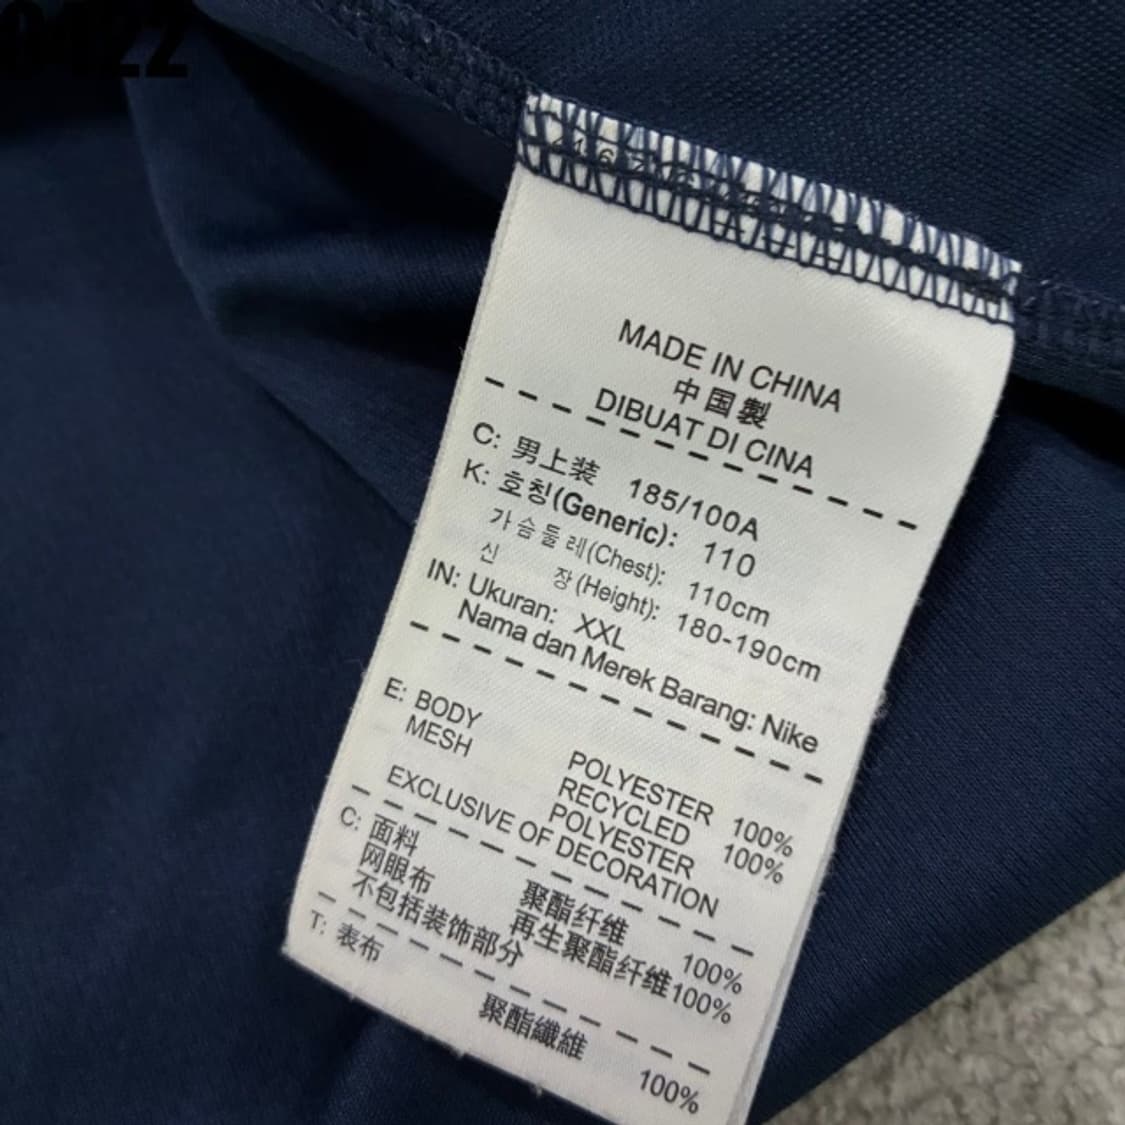 0422
MADE IN CHINA
中国製
DIBUAT DI CINA
C: 男上装 185/100A
K: 호칭(Generic): 110
가슴둘레(Chest): 110cm
신 장(Height): 180-190cm
IN: Ukuran: XXL
Nama dan Merek Barang: Nike
E: BODY POLYESTER 100%
MESH RECYCLED
POLYESTER 100%
EXCLUSIVE OF DECORATION
C: 面料 聚酯纤维 100%
网眼布 再生聚酯纤维100%
不包括装饰部分
T: 表布 聚酯纖維 100%